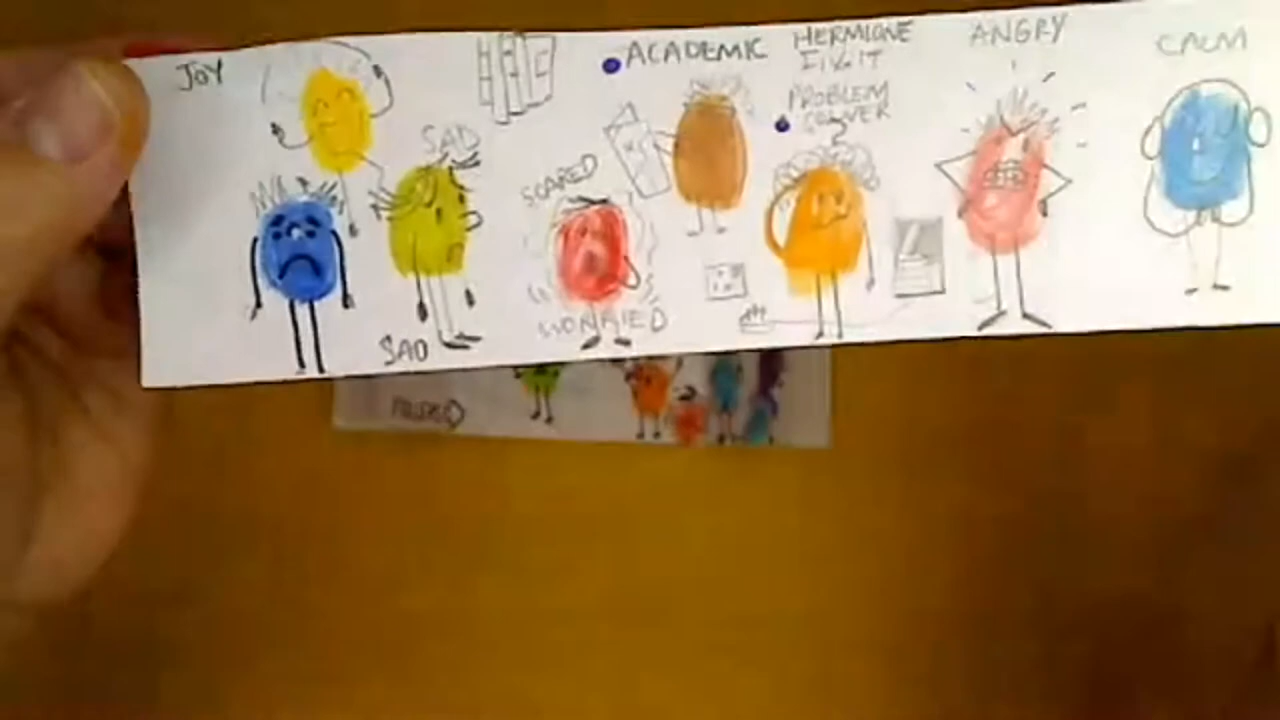 JOY
SAD
SAD
SCARED
WORRIED
ACADEMIC
HERMIONE
FIX IT
PROBLEM
SOLVER
ANGRY
CALM